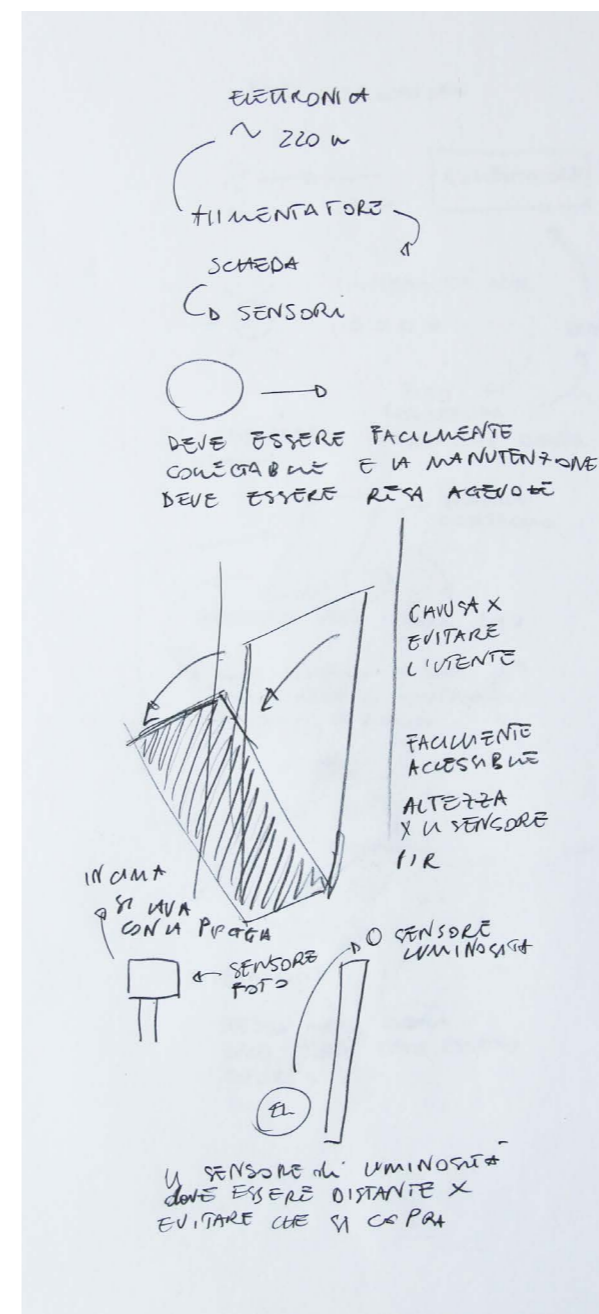 ELETTRONICA
~ 220 V
ALIMENTATORE
SCHEDA
SENSORI
DEVE ESSERE FACILMENTE
COLLEGABILE E LA MANUTENZIONE
DEVE ESSERE RESA AGEVOLE
CHIUSA X
EVITARE
L'UTENTE
FACILMENTE
ACCESSIBILE
ALTEZZA
X IL SENSORE
PIR
IN CIMA
SI LAVA
CON LA PIOGGIA
SENSORE
FOTO
SENSORE
LUMINOSITÀ
EL
IL SENSORE di LUMINOSITÀ
dEVE ESSERE DISTANTE X
EVITARE CHE SI COPRA